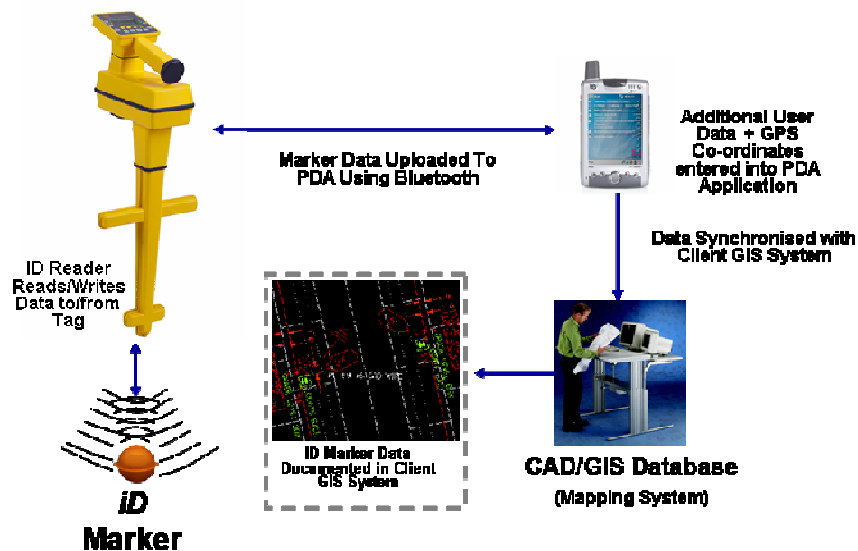 Marker Data Uploaded To
PDA Using Bluetooth
Additional User
Data + GPS
Co-ordinates
entered into PDA
Application
Data Synchronised with
Client GIS System
ID Reader
Reads/Writes
Data to/from
Tag
ID Marker Data
Documented in Client
GIS System
CAD/GIS Database
(Mapping System)
iD
Marker